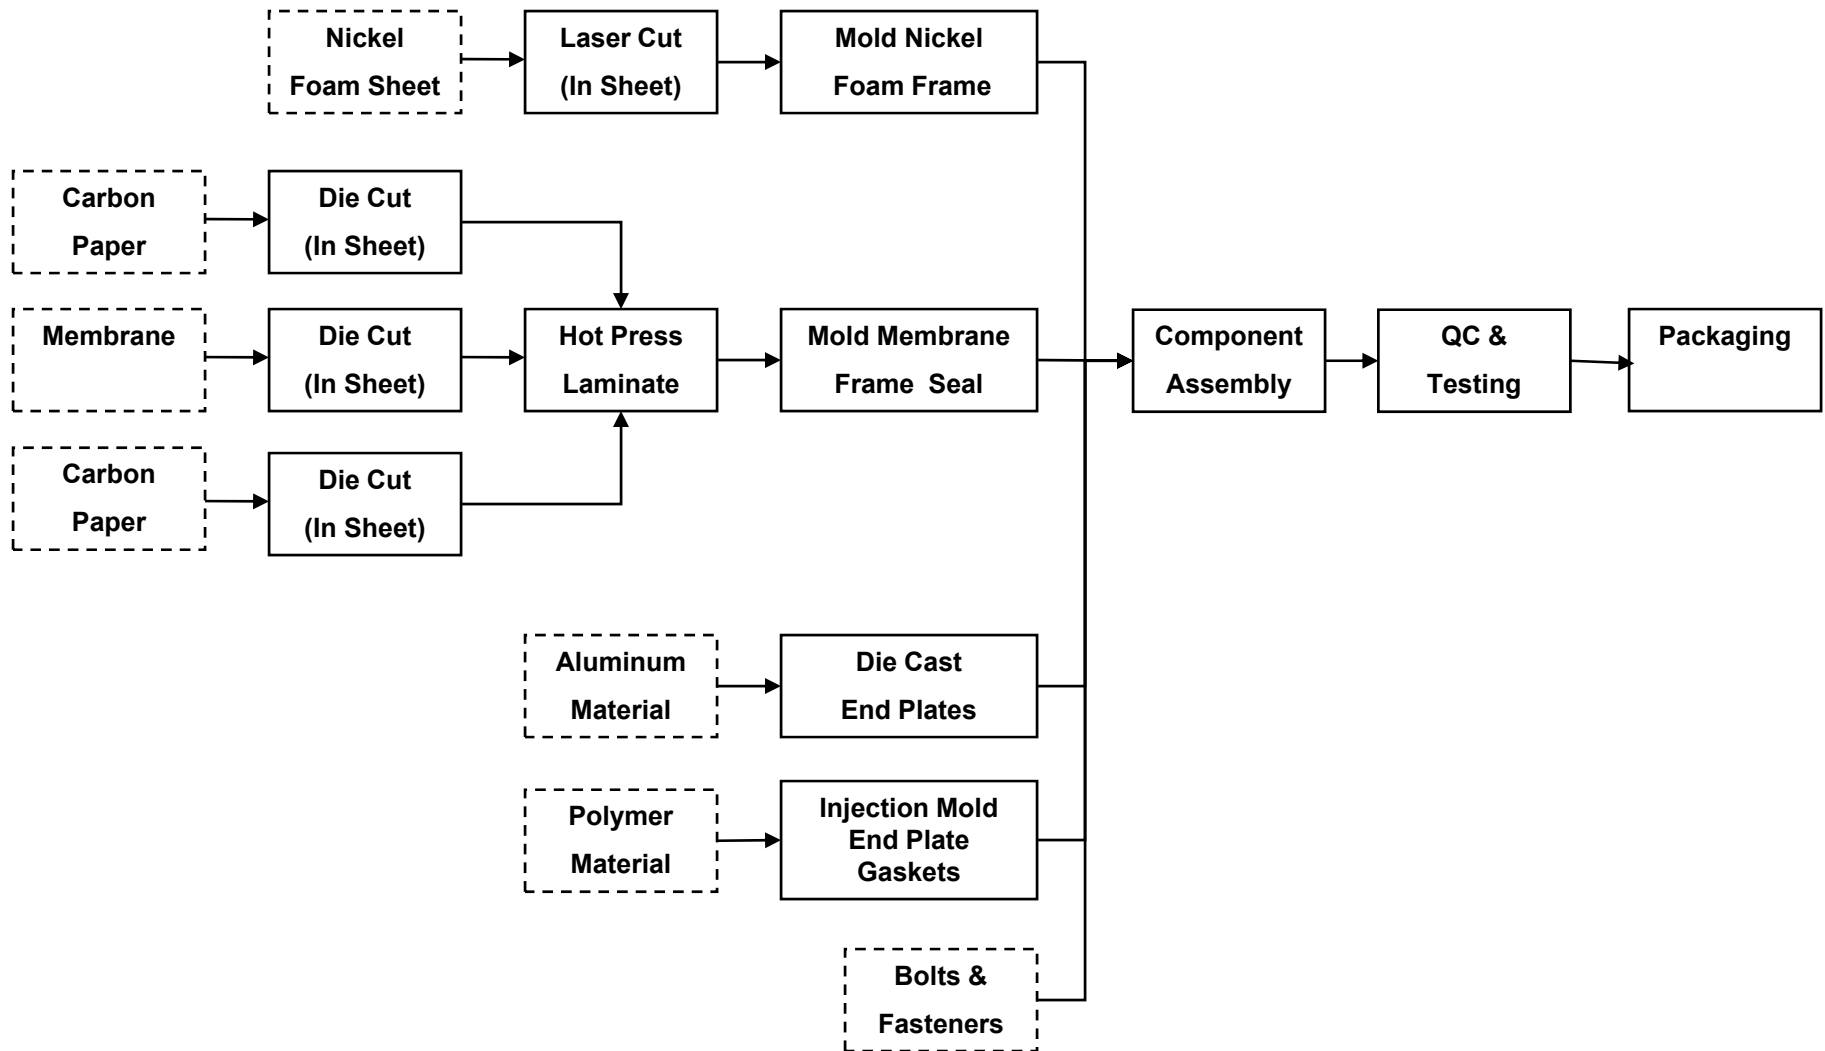 Nickel
Foam Sheet
Laser Cut
(In Sheet)
Mold Nickel
Foam Frame
Carbon
Paper
Die Cut
(In Sheet)
Membrane
Die Cut
(In Sheet)
Hot Press
Laminate
Mold Membrane
Frame Seal
Component
Assembly
QC &
Testing
Packaging
Carbon
Paper
Die Cut
(In Sheet)
Aluminum
Material
Die Cast
End Plates
Polymer
Material
Injection Mold
End Plate
Gaskets
Bolts &
Fasteners